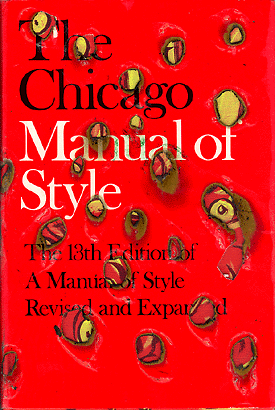 The
Chicago
Manual of
Style
The 13th Edition of
A Manual of Style
Revised and Expanded